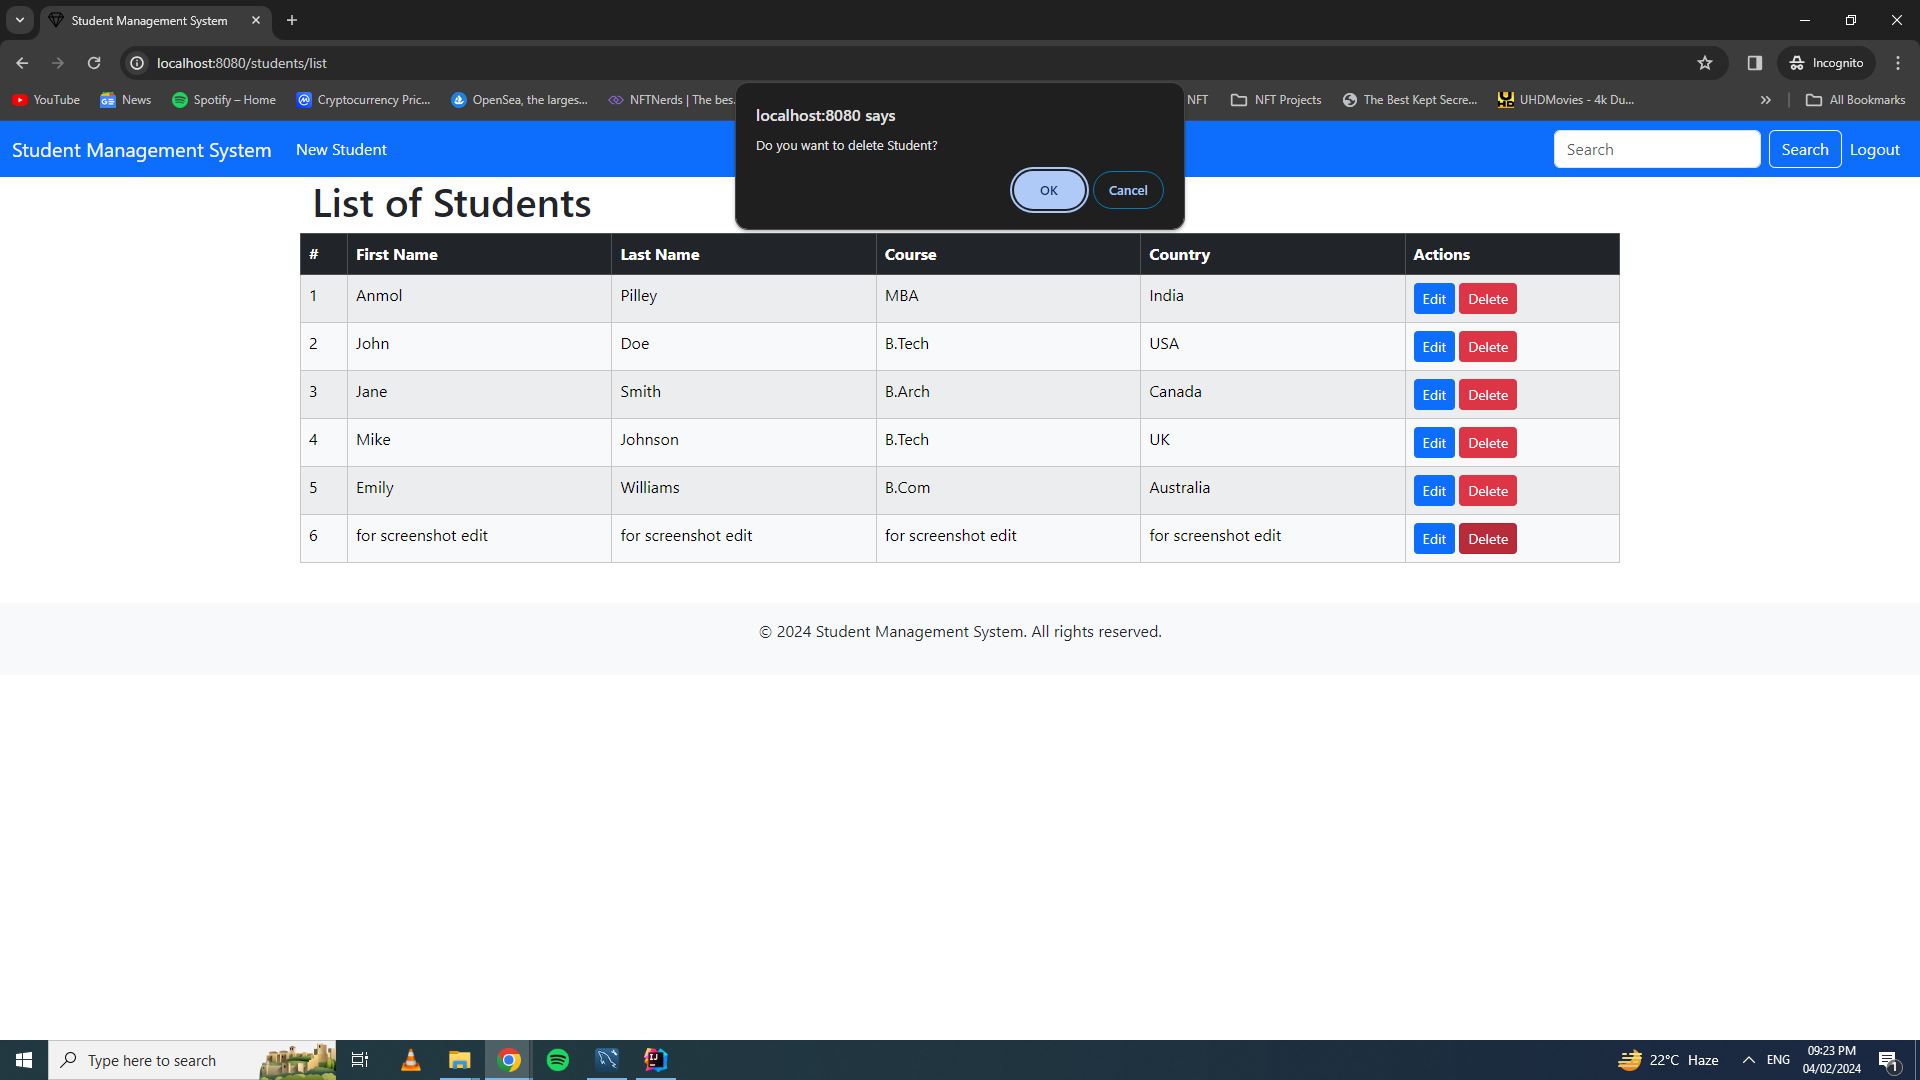 Student Management System
localhost:8080/students/list
Incognito
YouTube News Spotify – Home Cryptocurrency Pric... OpenSea, the larges... NFTNerds | The bes... NFT NFT Projects The Best Kept Secre... UHDMovies - 4k Du... » All Bookmarks
localhost:8080 says
Do you want to delete Student?
OK Cancel
Student Management System New Student Search Search Logout
List of Students
# First Name Last Name Course Country Actions
1 Anmol Pilley MBA India Edit Delete
2 John Doe B.Tech USA Edit Delete
3 Jane Smith B.Arch Canada Edit Delete
4 Mike Johnson B.Tech UK Edit Delete
5 Emily Williams B.Com Australia Edit Delete
6 for screenshot edit for screenshot edit for screenshot edit for screenshot edit Edit Delete
© 2024 Student Management System. All rights reserved.
Type here to search
22°C Haze ENG
09:23 PM
04/02/2024
1